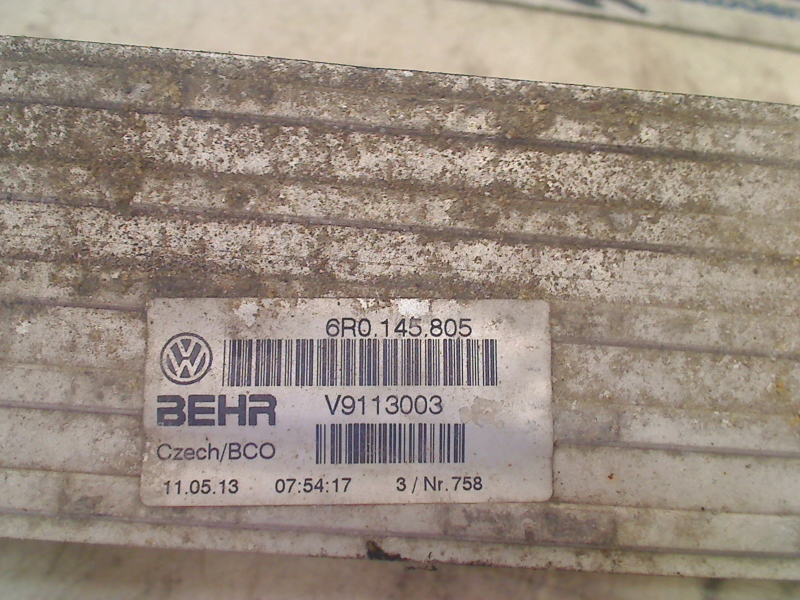 6R0.145.805
BEHR V9113003
Czech/BCO
11.05.13 07:54:17 3 / Nr.758